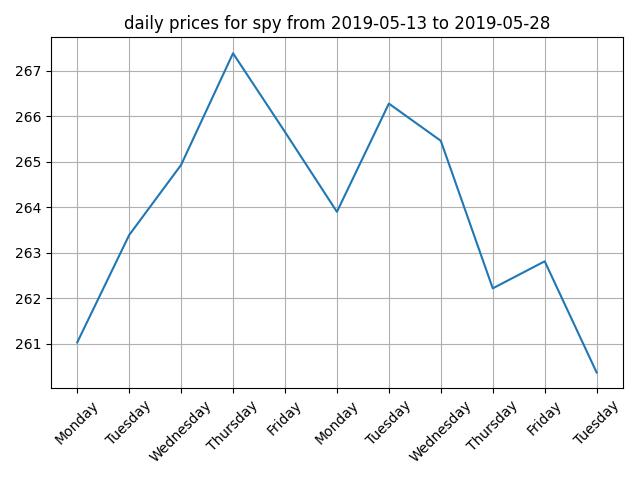 daily prices for spy from 2019-05-13 to 2019-05-28
267
266
265
264
263
262
261
Monday
Tuesday
Wednesday
Thursday
Friday
Monday
Tuesday
Wednesday
Thursday
Friday
Tuesday